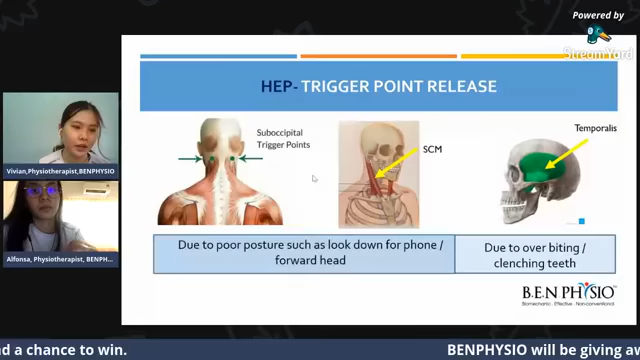 Powered by
StreamYard
HEP- TRIGGER POINT RELEASE
Suboccipital
Trigger Points
SCM
Temporalis
Due to poor posture such as look down for phone /
forward head
Due to over biting /
clenching teeth
B.E.N PHYSIO
Biomechanic . Effective . Non-conventional
Vivian,Physiotherapist,BENPHYSIO
Alfonsa, Physiotherapist, BENPH...
nd a chance to win.
BENPHYSIO will be giving aw